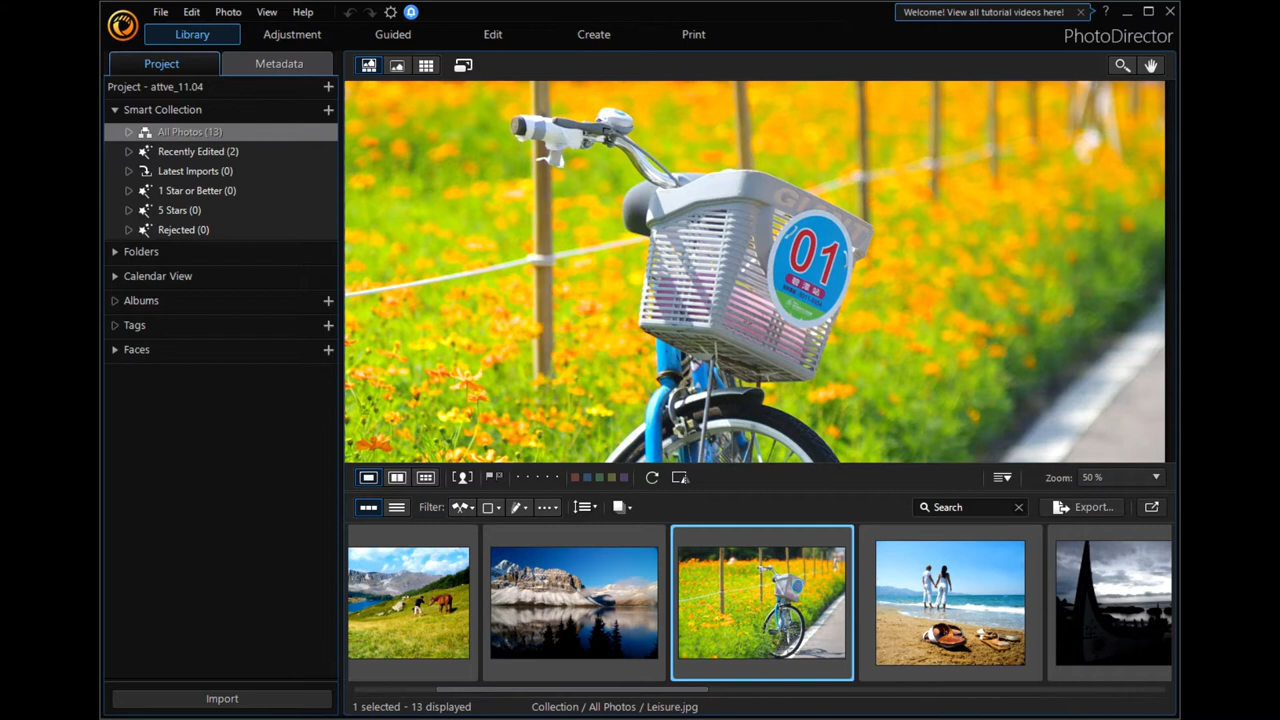 File Edit Photo View Help
Welcome! View all tutorial videos here!
Library Adjustment Guided Edit Create Print
PhotoDirector
Project Metadata
Project - attve_11.04
Smart Collection
All Photos (13)
Recently Edited (2)
Latest Imports (0)
1 Star or Better (0)
5 Stars (0)
Rejected (0)
Folders
Calendar View
Albums
Tags
Faces
Import
01
碧潭站
Zoom: 50 %
Filter:
Search
Export...
1 selected - 13 displayed
Collection / All Photos / Leisure.jpg